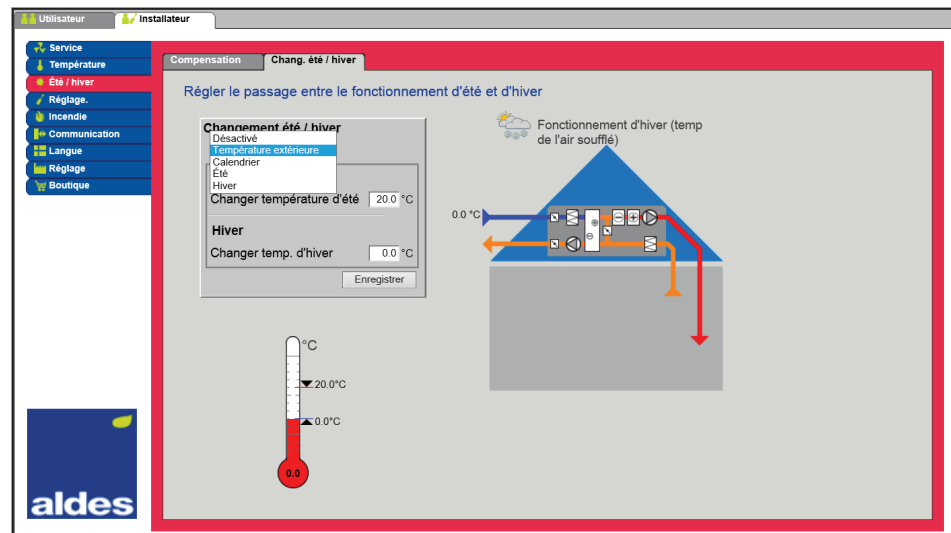 Utilisateur
Installateur
Service
Température
Été / hiver
Réglage.
Incendie
Communication
Langue
Réglage
Boutique
Compensation
Chang. été / hiver
Régler le passage entre le fonctionnement d'été et d'hiver
Changement été / hiver
Désactivé
Température extérieure
Calendrier
Été
Hiver
Changer température d'été 20.0 °C
Hiver
Changer temp. d'hiver 0.0 °C
Enregistrer
Fonctionnement d'hiver (temp
de l'air soufflé)
0.0 °C
°C
20.0°C
0.0°C
0.0
aldes